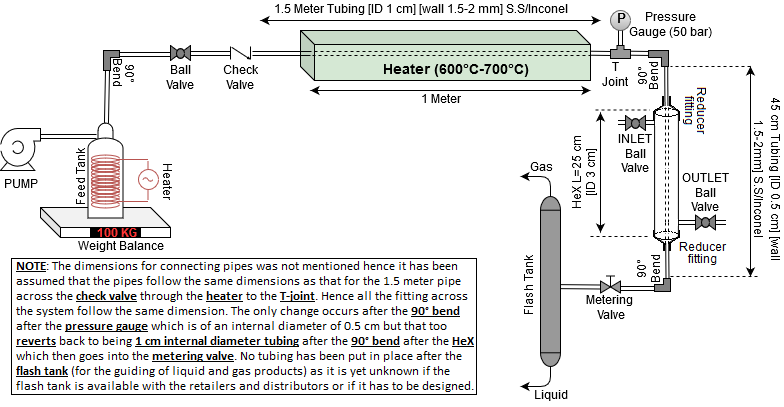 1.5 Meter Tubing [ID 1 cm] [wall 1.5-2 mm] S.S/Inconel
P
Pressure
Gauge (50 bar)
90°
Bend
Ball
Valve
Check
Valve
Heater (600°C-700°C)
1 Meter
T
Joint
90°
Bend
Reducer
fitting
45 cm Tubing [ID 0.5 cm] [wall
1.5-2mm] S.S/Inconel
INLET
Ball
Valve
HeX L=25 cm
[ID 3 cm]
OUTLET
Ball
Valve
Reducer
fitting
90°
Bend
PUMP
Feed Tank
Heater
100 KG
Weight Balance
Gas
Flash Tank
Metering
Valve
Liquid
NOTE: The dimensions for connecting pipes was not mentioned hence it has been
assumed that the pipes follow the same dimensions as that for the 1.5 meter pipe
across the check valve through the heater to the T-joint. Hence all the fitting across
the system follow the same dimension. The only change occurs after the 90° bend
after the pressure gauge which is of an internal diameter of 0.5 cm but that too
reverts back to being 1 cm internal diameter tubing after the 90° bend after the HeX
which then goes into the metering valve. No tubing has been put in place after the
flash tank (for the guiding of liquid and gas products) as it is yet unknown if the
flash tank is available with the retailers and distributors or if it has to be designed.